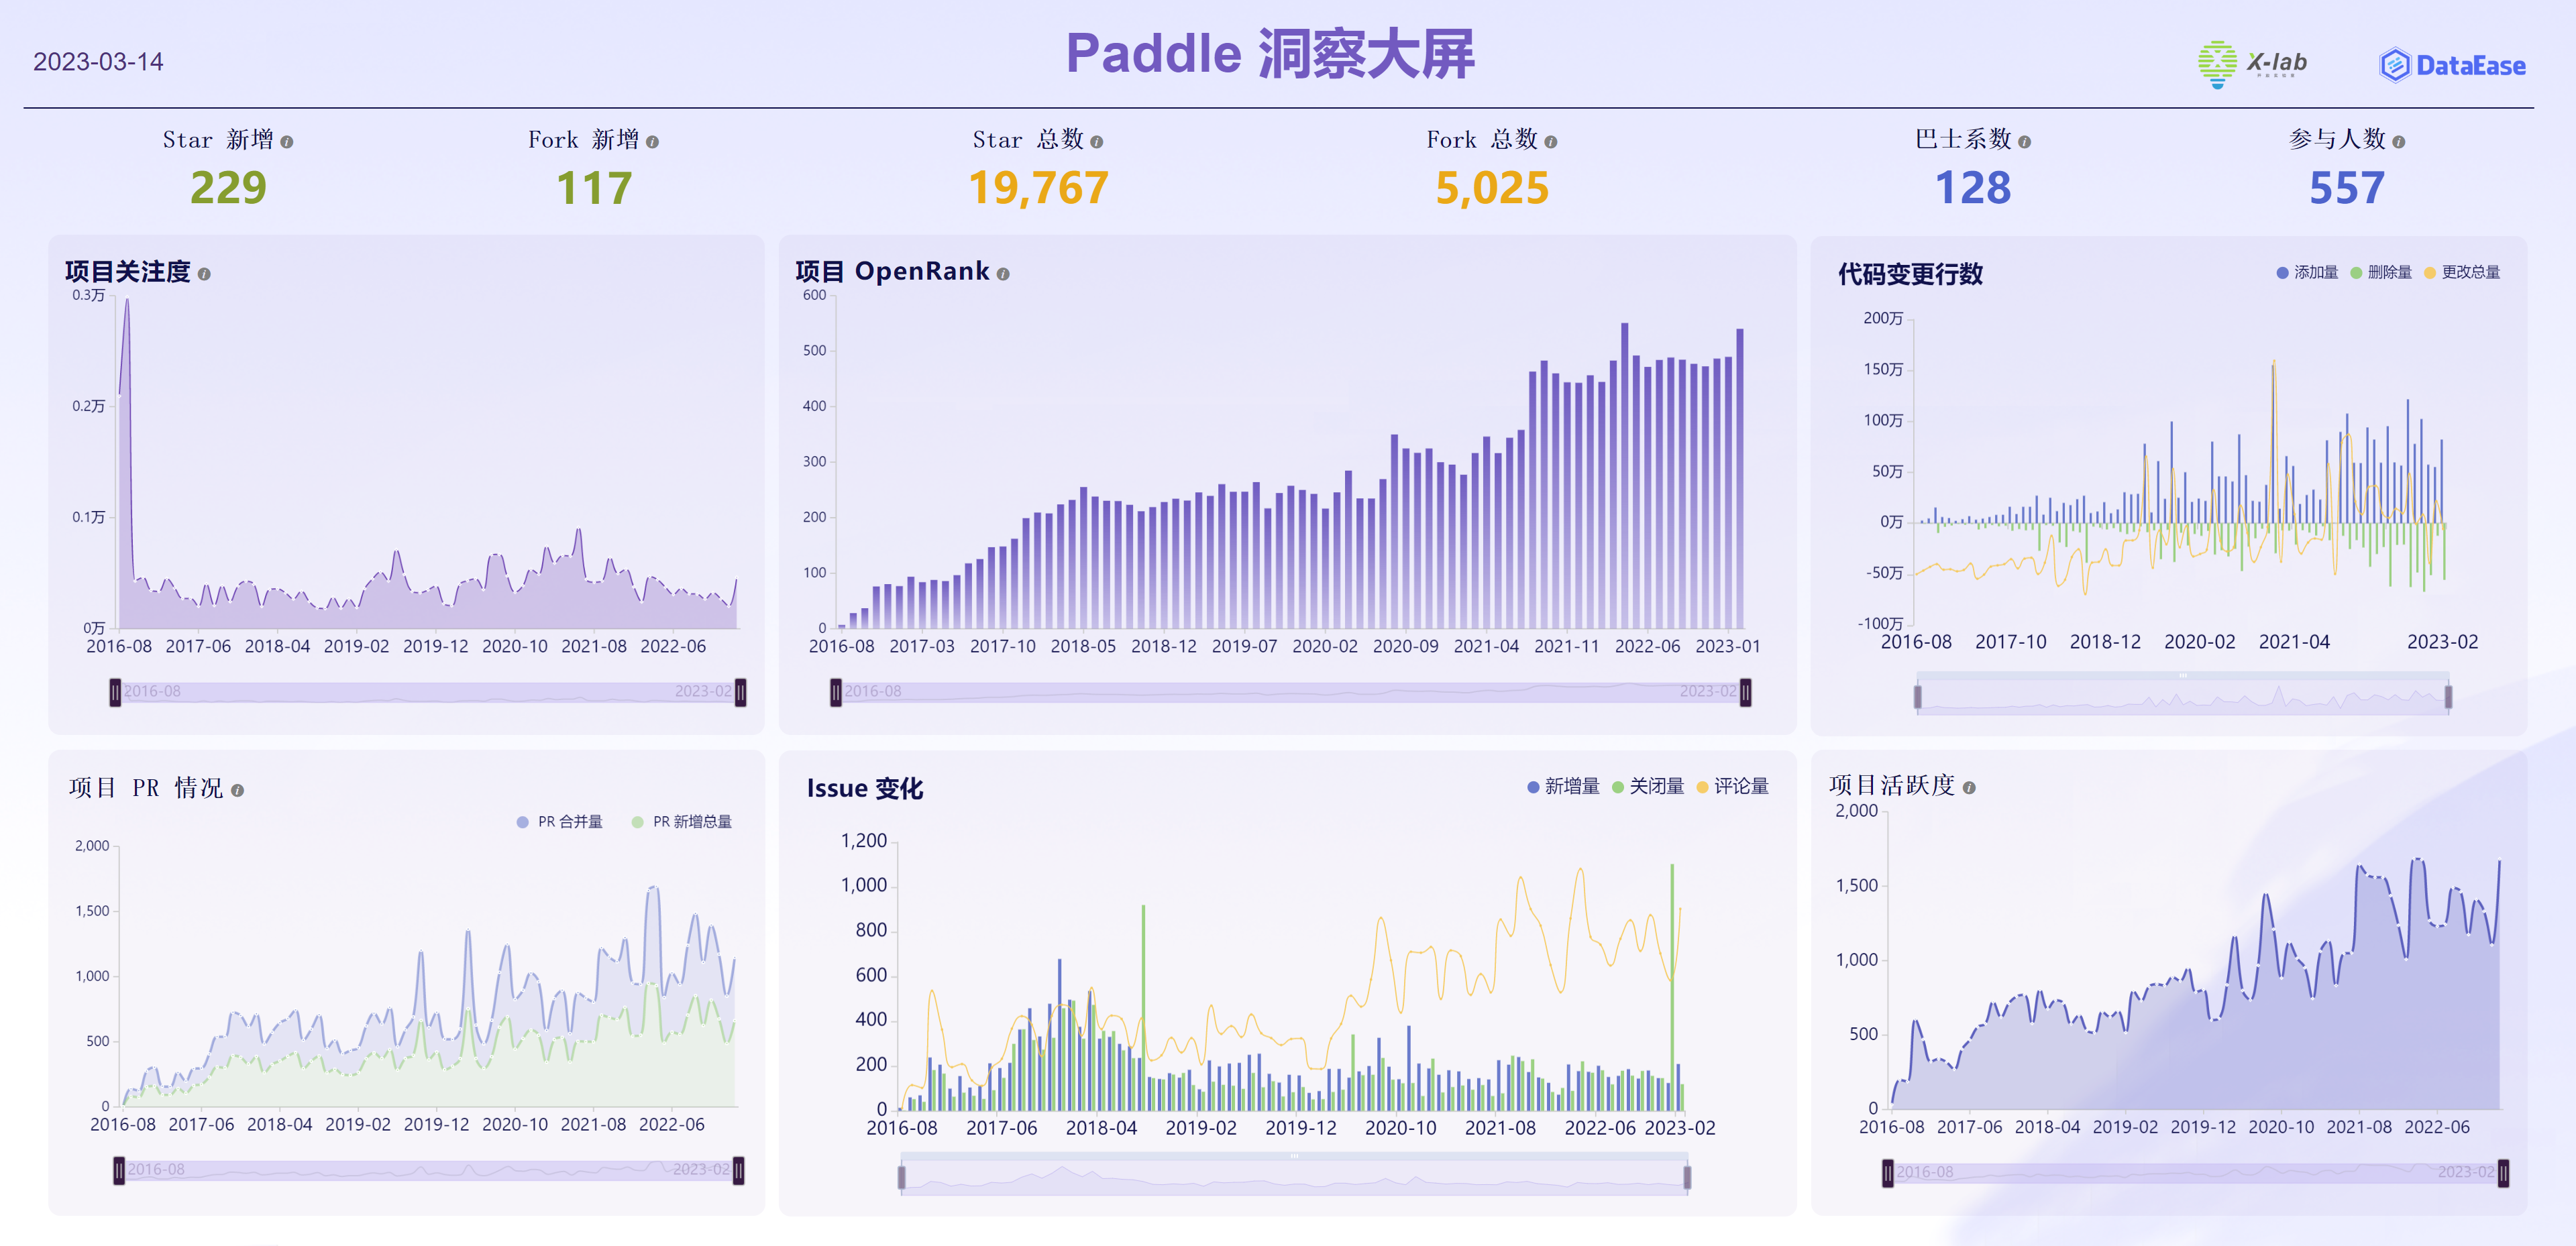 2023-03-14
Paddle 洞察大屏
X-lab
DataEase
Star 新增
Fork 新增
Star 总数
Fork 总数
巴士系数
参与人数
229
117
19,767
5,025
128
557
项目关注度
0.3万
0.2万
0.1万
0万
2016-08 2017-06 2018-04 2019-02 2019-12 2020-10 2021-08 2022-06
2016-08 2023-02
项目 OpenRank
600
500
400
300
200
100
0
2016-08 2017-03 2017-10 2018-05 2018-12 2019-07 2020-02 2020-09 2021-04 2021-11 2022-06 2023-01
2016-08 2023-02
代码变更行数
添加量 删除量 更改总量
200万
150万
100万
50万
0万
-50万
-100万
2016-08 2017-10 2018-12 2020-02 2021-04 2023-02
项目 PR 情况
PR 合并量 PR 新增总量
2,000
1,500
1,000
500
0
2016-08 2017-06 2018-04 2019-02 2019-12 2020-10 2021-08 2022-06
2016-08 2023-02
Issue 变化
新增量 关闭量 评论量
1,200
1,000
800
600
400
200
0
2016-08 2017-06 2018-04 2019-02 2019-12 2020-10 2021-08 2022-06 2023-02
项目活跃度
2,000
1,500
1,000
500
0
2016-08 2017-06 2018-04 2019-02 2019-12 2020-10 2021-08 2022-06
2016-08 2023-02